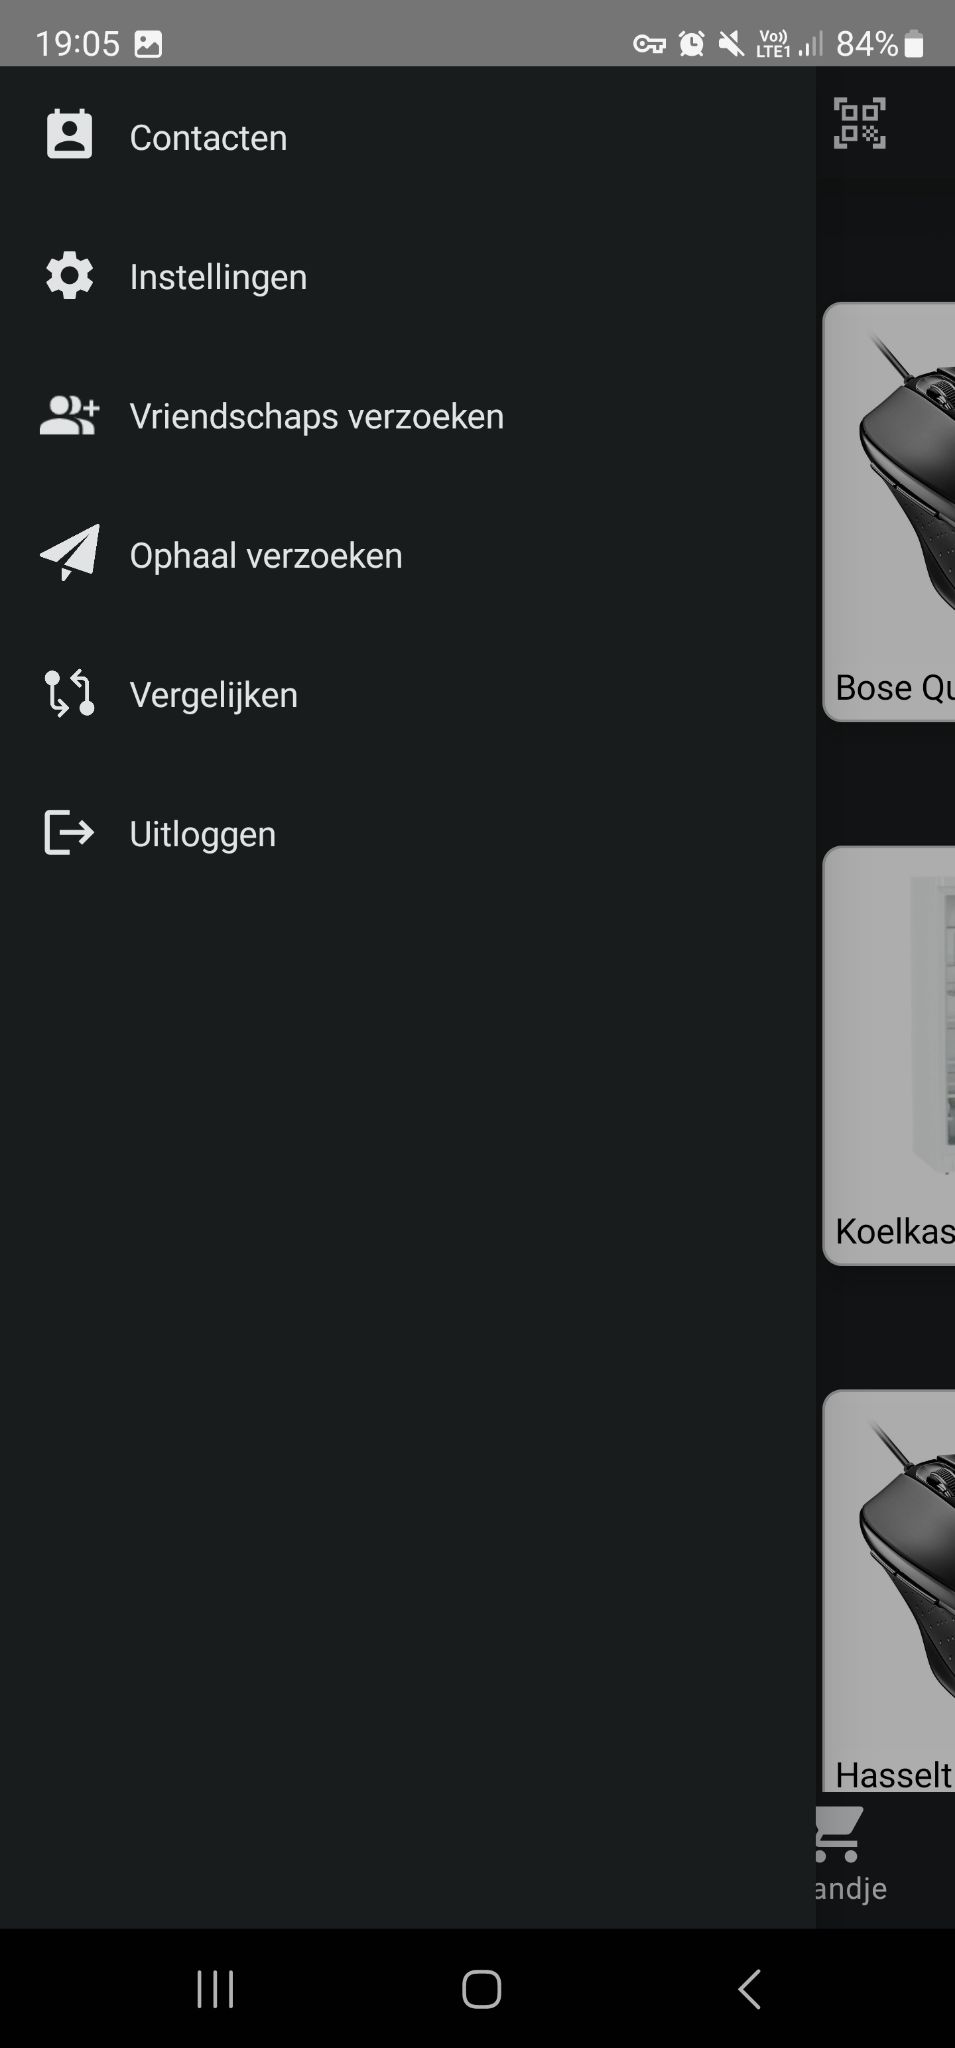 19:05 Vo)) LTE1 84%
Contacten
Instellingen
Vriendschaps verzoeken
Ophaal verzoeken
Vergelijken
Uitloggen
Bose Qu
Koelkas
Hasselt
andje